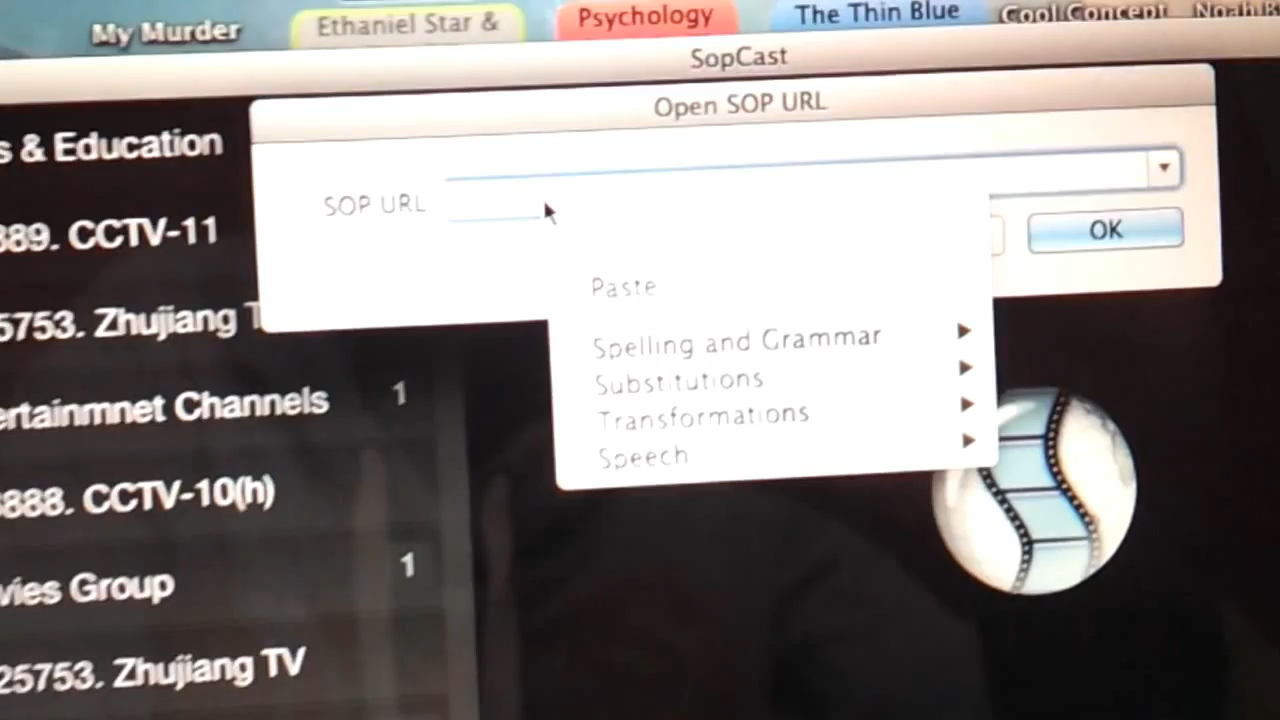 My Murder
Ethaniel Star &
Psychology
The Thin Blue
Cool Concept
SopCast
Open SOP URL
SOP URL
OK
Paste
Spelling and Grammar
Substitutions
Transformations
Speech
s & Education
889. CCTV-11
5753. Zhujiang
ertainmnet Channels 1
888. CCTV-10(h)
vies Group 1
25753. Zhujiang TV